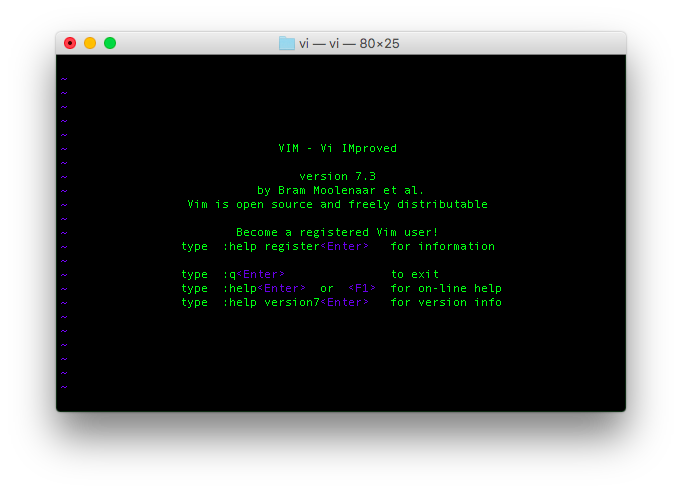 vi — vi — 80×25
~
~
~
~
~
~ VIM - Vi IMproved
~
~ version 7.3
~ by Bram Moolenaar et al.
~ Vim is open source and freely distributable
~
~ Become a registered Vim user!
~ type :help register<Enter> for information
~
~ type :q<Enter> to exit
~ type :help<Enter> or <F1> for on-line help
~ type :help version7<Enter> for version info
~
~
~
~
~
~